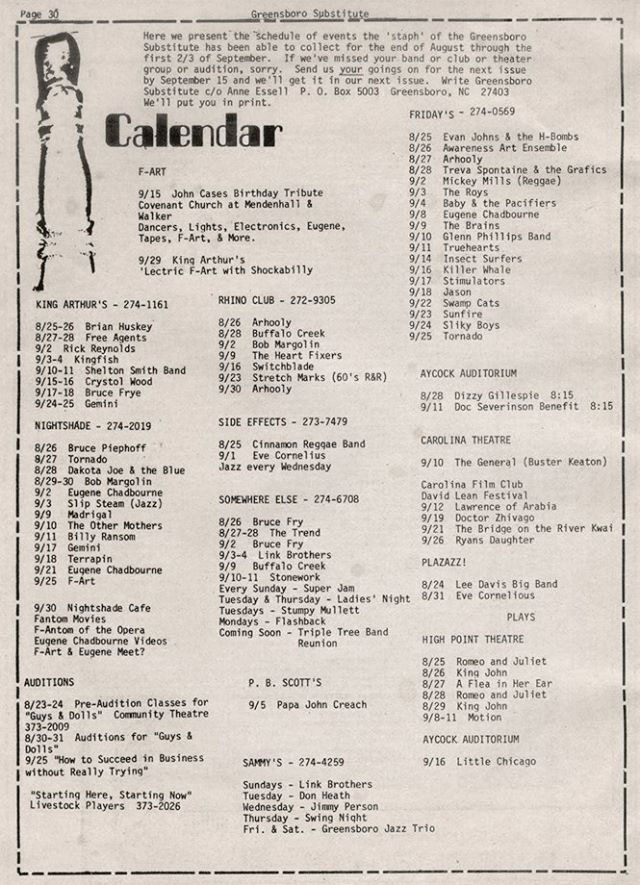 Page 30
Greensboro Substitute
Here we present the schedule of events the 'staph' of the Greensboro
Substitute has been able to collect for the end of August through the
first 2/3 of September. If we've missed your band or club or theater
group or audition, sorry. Send us your goings on for the next issue
by September 15 and we'll get it in our next issue. Write Greensboro
Substitute c/o Anne Essell P. O. Box 5003 Greensboro, NC 27403
We'll put you in print.
Calendar
F-ART
9/15 John Cases Birthday Tribute
Covenant Church at Mendenhall &
Walker
Dancers, Lights, Electronics, Eugene,
Tapes, F-Art, & More.
9/29 King Arthur's
'Lectric F-Art with Shockabilly
KING ARTHUR'S - 274-1161
8/25-26 Brian Huskey
8/27-28 Free Agents
9/2 Rick Reynolds
9/3-4 Kingfish
9/10-11 Shelton Smith Band
9/15-16 Crystol Wood
9/17-18 Bruce Frye
9/24-25 Gemini
NIGHTSHADE - 274-2019
8/26 Bruce Piephoff
8/27 Tornado
8/28 Dakota Joe & the Blue
8/29-30 Bob Margolin
9/2 Eugene Chadbourne
9/3 Slip Steam (Jazz)
9/9 Madrigal
9/10 The Other Mothers
9/11 Billy Ransom
9/17 Gemini
9/18 Terrapin
9/21 Eugene Chadbourne
9/25 F-Art
9/30 Nightshade Cafe
Fantom Movies
F-Antom of the Opera
Eugene Chadbourne Videos
F-Art & Eugene Meet?
AUDITIONS
8/23-24 Pre-Audition Classes for
"Guys & Dolls" Community Theatre
373-2009
8/30-31 Auditions for "Guys &
Dolls"
9/25 "How to Succeed in Business
without Really Trying"
"Starting Here, Starting Now"
Livestock Players 373-2026
RHINO CLUB - 272-9305
8/26 Arhooly
8/28 Buffalo Creek
9/2 Bob Margolin
9/9 The Heart Fixers
9/16 Switchblade
9/23 Stretch Marks (60's R&R)
9/30 Arhooly
SIDE EFFECTS - 273-7479
8/25 Cinnamon Reggae Band
9/1 Eve Cornelius
Jazz every Wednesday
SOMEWHERE ELSE - 274-6708
8/26 Bruce Fry
8/27-28 The Trend
9/2 Bruce Fry
9/3-4 Link Brothers
9/9 Buffalo Creek
9/10-11 Stonework
Every Sunday - Super Jam
Tuesday & Thursday - Ladies' Night
Tuesdays - Stumpy Mullett
Mondays - Flashback
Coming Soon - Triple Tree Band
Reunion
P. B. SCOTT'S
9/5 Papa John Creach
SAMMY'S - 274-4259
Sundays - Link Brothers
Tuesday - Don Heath
Wednesday - Jimmy Person
Thursday - Swing Night
Fri. & Sat. - Greensboro Jazz Trio
FRIDAY'S - 274-0569
8/25 Evan Johns & the H-Bombs
8/26 Awareness Art Ensemble
8/27 Arhooly
8/28 Treva Spontaine & the Grafics
9/2 Mickey Mills (Reggae)
9/3 The Roys
9/4 Baby & the Pacifiers
9/8 Eugene Chadbourne
9/9 The Brains
9/10 Glenn Phillips Band
9/11 Truehearts
9/14 Insect Surfers
9/16 Killer Whale
9/17 Stimulators
9/18 Jason
9/22 Swamp Cats
9/23 Sunfire
9/24 Sliky Boys
9/25 Tornado
AYCOCK AUDITORIUM
8/28 Dizzy Gillespie 8:15
9/11 Doc Severinson Benefit 8:15
CAROLINA THEATRE
9/10 The General (Buster Keaton)
Carolina Film Club
David Lean Festival
9/12 Lawrence of Arabia
9/19 Doctor Zhivago
9/21 The Bridge on the River Kwai
9/26 Ryans Daughter
PLAZAZZ!
8/24 Lee Davis Big Band
8/31 Eve Cornelious
PLAYS
HIGH POINT THEATRE
8/25 Romeo and Juliet
8/26 King John
8/27 A Flea in Her Ear
8/28 Romeo and Juliet
8/29 King John
9/8-11 Motion
AYCOCK AUDITORIUM
9/16 Little Chicago